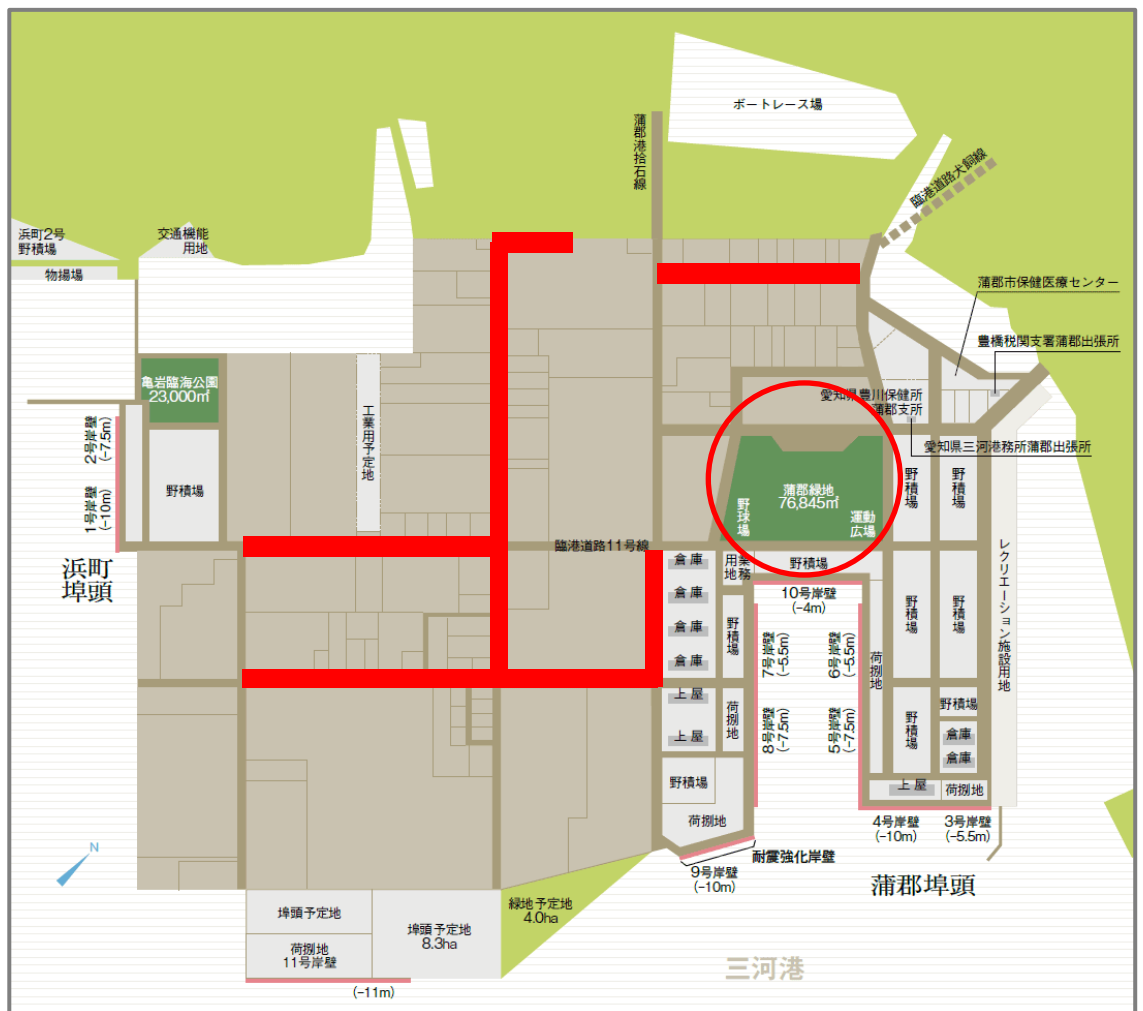 ボートレース場
蒲郡港拾石線
臨港道路犬飼線
浜町2号
野積場
交通機能
用地
物揚場
蒲郡市保健医療センター
豊橋税関支署蒲郡出張所
亀岩臨海公園
23,000㎡
工業用予定地
愛知県豊川保健所
蒲郡支所
愛知県三河港務所蒲郡出張所
2号岸壁
(-7.5m)
1号岸壁
(-10m)
野積場
蒲郡緑地
76,845㎡
野球場
運動
広場
野積場
野積場
浜町
埠頭
臨港道路11号線
倉庫
倉庫
倉庫
倉庫
業務
用地
野積場
10号岸壁
(-4m)
野積場
7号岸壁
(-5.5m)
6号岸壁
(-5.5m)
荷捌地
野積場
野積場
レクリエーション施設用地
上屋
上屋
荷捌地
8号岸壁
(-7.5m)
5号岸壁
(-7.5m)
野積場
野積場
倉庫
倉庫
野積場
荷捌地
上屋
荷捌地
4号岸壁
(-10m)
3号岸壁
(-5.5m)
N
耐震強化岸壁
9号岸壁
(-10m)
蒲郡埠頭
緑地予定地
4.0ha
埠頭予定地
荷捌地
11号岸壁
埠頭予定地
8.3ha
(-11m)
三河港